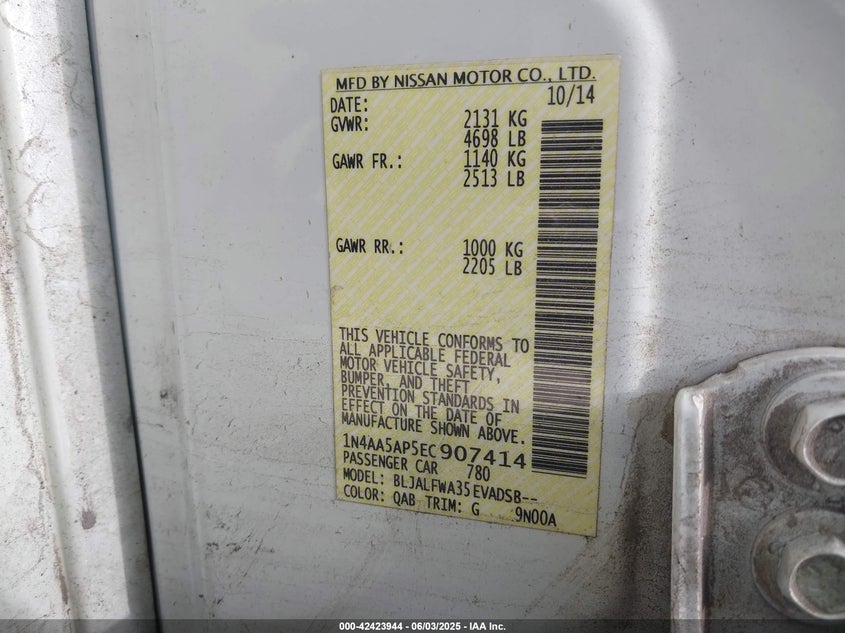 MFD BY NISSAN MOTOR CO., LTD.
DATE: 10/14
GVWR: 2131 KG
4698 LB
GAWR FR.: 1140 KG
2513 LB
GAWR RR.: 1000 KG
2205 LB
THIS VEHICLE CONFORMS TO
ALL APPLICABLE FEDERAL
MOTOR VEHICLE SAFETY,
BUMPER, AND THEFT
PREVENTION STANDARDS IN
EFFECT ON THE DATE OF
MANUFACTURE SHOWN ABOVE.
1N4AA5AP5EC907414
PASSENGER CAR 780
MODEL: BLJALFWA35EVADSB--
COLOR: QAB TRIM: G 9N00A
000-42423944 - 06/03/2025 - IAA Inc.